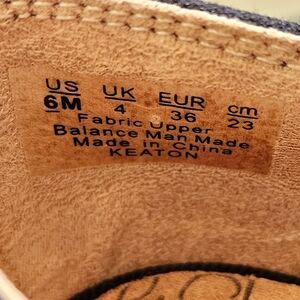 US UK EUR cm
6M 4 36 23
Fabric Upper
Balance Man Made
Made in China
KEATON